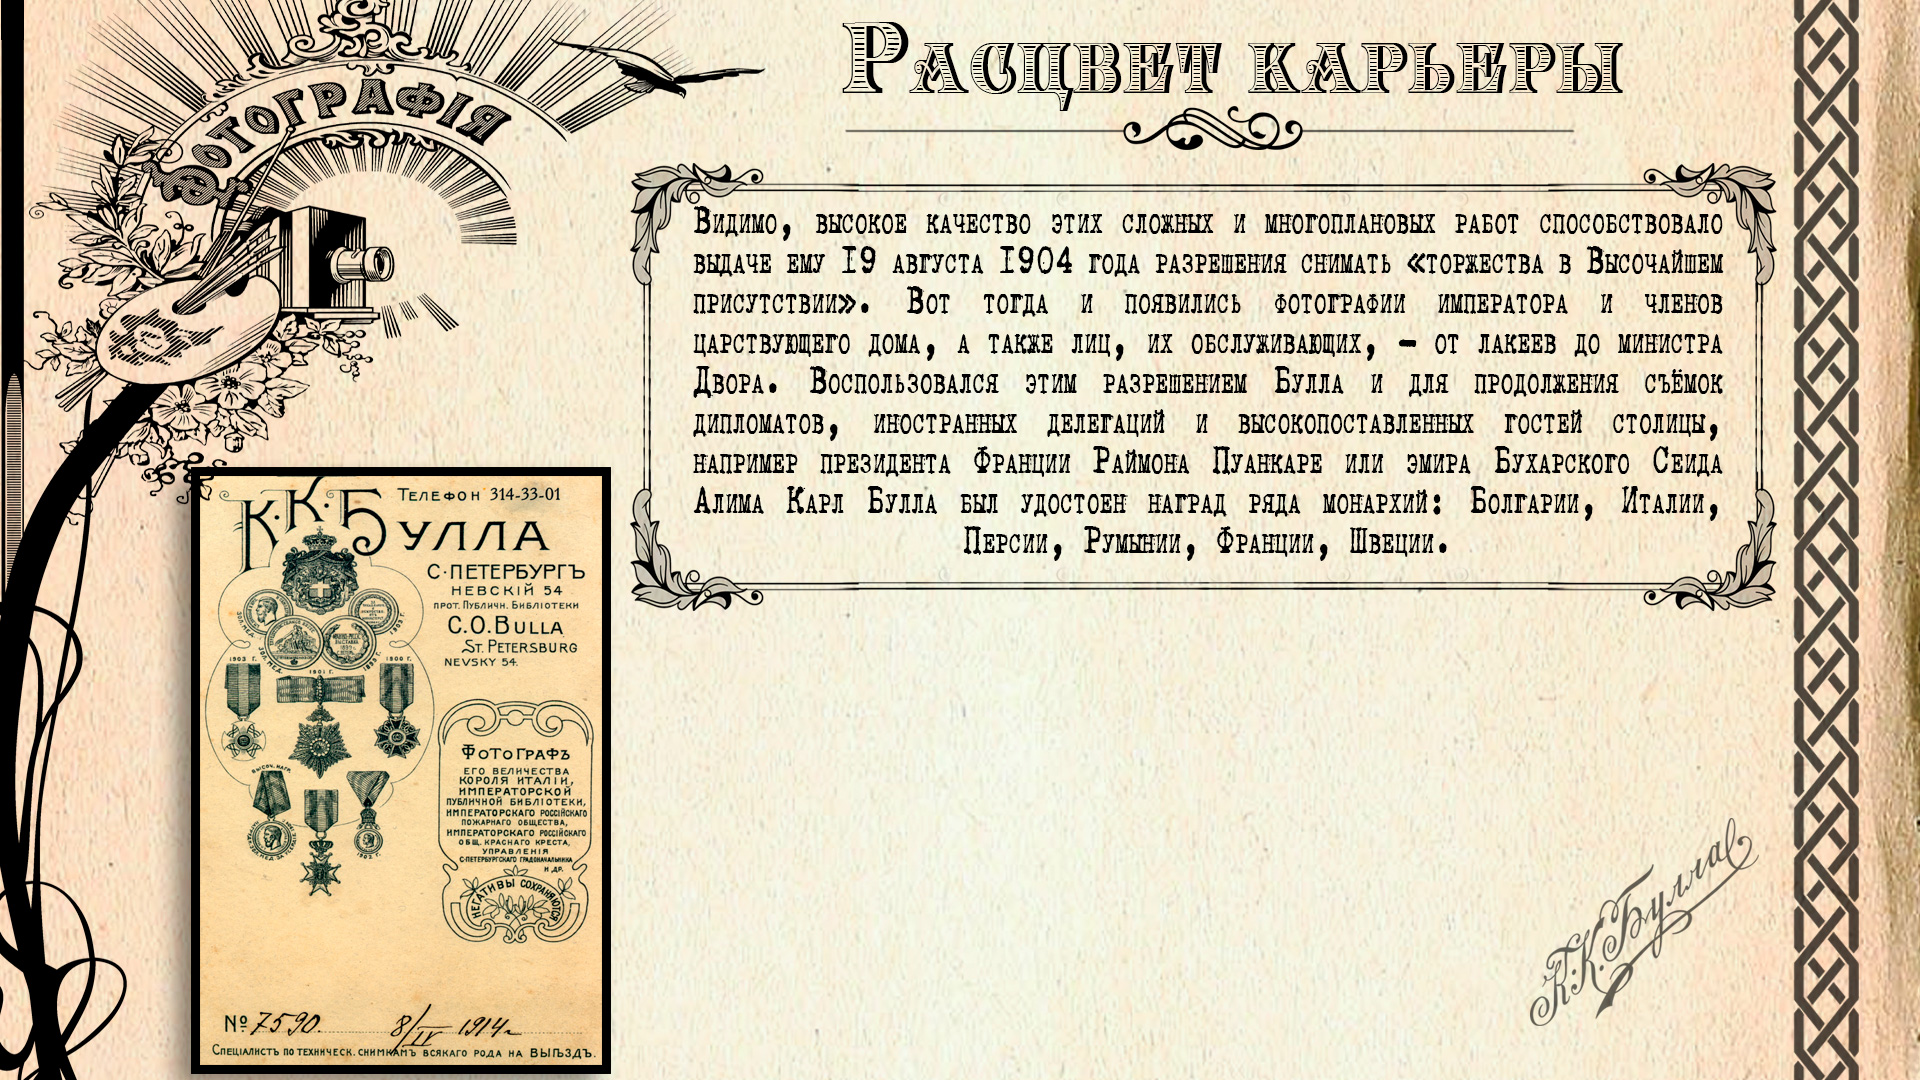 Расцвет карьеры
ФОТОГРАФІЯ
Видимо, высокое качество этих сложных и многоплановых работ способствовало
выдаче ему 19 августа 1904 года разрешения снимать «торжества в Высочайшем
присутствии». Вот тогда и появились фотографии императора и членов
царствующего дома, а также лиц, их обслуживающих, – от лакеев до министра
Двора. Воспользовался этим разрешением Булла и для продолжения съёмок
дипломатов, иностранных делегаций и высокопоставленных гостей столицы,
например президента Франции Раймона Пуанкаре или эмира Бухарского Сеида
Алима Карл Булла был удостоен наград ряда монархий: Болгарии, Италии,
Персии, Румынии, Франции, Швеции.
Телефон 314-33-01
К.К.Булла
С·ПЕТЕРБУРГЪ
НЕВСКІЙ 54
ПРОТ. ПУБЛИЧН. БИБЛІОТЕКИ
C.O.BULLA
ST. PETERSBURG
NEVSKY 54.
1903 г.
1901 г.
1900 г.
ВЫСОЧ. НАГР.
1902 г.
ФОТОГРАФЪ
ЕГО ВЕЛИЧЕСТВА
КОРОЛЯ ИТАЛІИ,
ИМПЕРАТОРСКОЙ
ПУБЛИЧНОЙ БИБЛІОТЕКИ,
ИМПЕРАТОРСКАГО РОССІЙСКАГО
ПОЖАРНАГО ОБЩЕСТВА,
ИМПЕРАТОРСКАГО РОССІЙСКАГО
ОБЩ. КРАСНАГО КРЕСТА,
УПРАВЛЕНІЯ
С·ПЕТЕРБУРГСКАГО ГРАДОНАЧАЛЬНИКА
И ДР.
НЕГАТИВЫ СОХРАНЯЮТСЯ
№ 7590. 8/IV 1914 г.
СПЕЦІАЛИСТЪ ПО ТЕХНИЧЕСК. СНИМКАМЪ ВСЯКАГО РОДА НА ВЫѢЗДЪ.
К.К.Булла